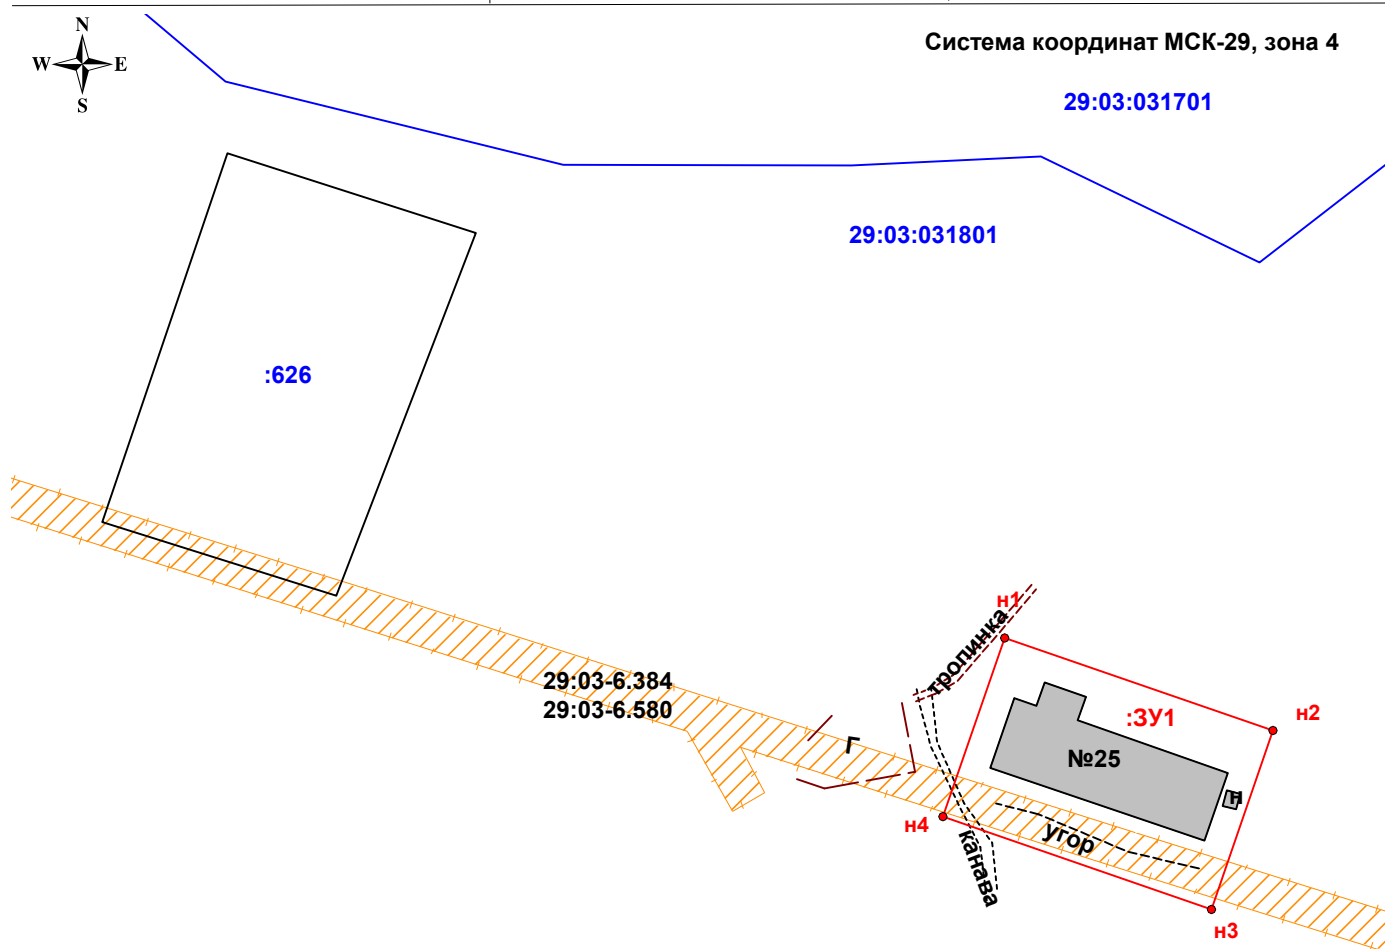 N
W E
S
Система координат МСК-29, зона 4
29:03:031701
29:03:031801
:626
н1
тропинка
29:03-6.384
29:03-6.580
:ЗУ1
н2
Г
№25
н
н4
угор
канава
н3